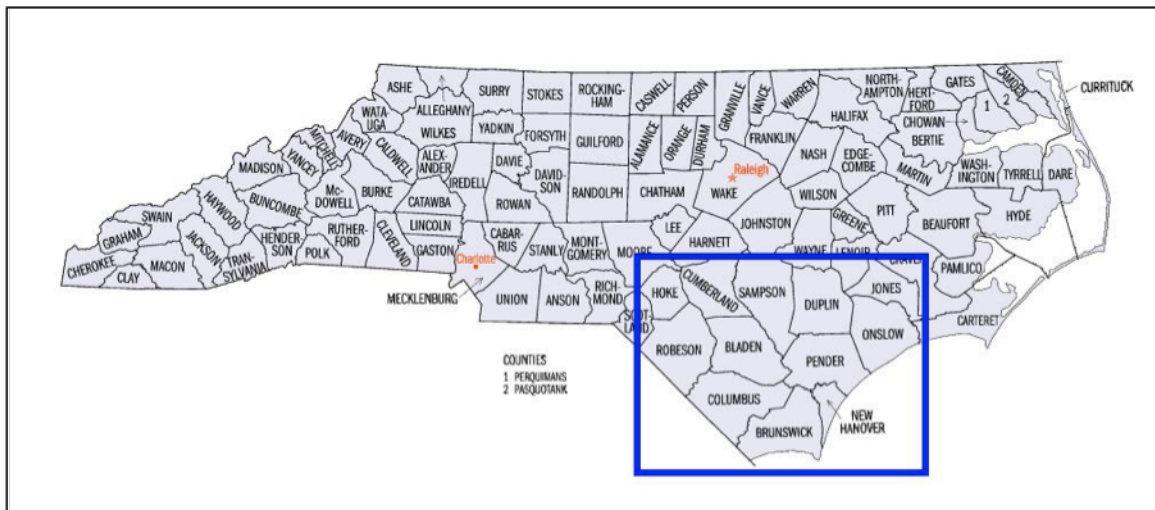 ASHE
ALLEGHANY
SURRY
STOKES
ROCKING-
HAM
CASWELL
PERSON
GRANVILLE
VANCE
WARREN
NORTH-
AMPTON
HERT-
FORD
GATES
CAMDEN
CURRITUCK
1
2
WATA-
UGA
WILKES
YADKIN
FORSYTH
GUILFORD
ALAMANCE
ORANGE
DURHAM
FRANKLIN
HALIFAX
CHOWAN
BERTIE
MITCHELL
AVERY
CALDWELL
ALEX-
ANDER
IREDELL
DAVIE
DAVID-
SON
RANDOLPH
CHATHAM
WAKE
Raleigh
NASH
EDGE-
COMBE
MARTIN
WASH-
INGTON
TYRRELL
DARE
MADISON
YANCEY
Mc-
DOWELL
BURKE
CATAWBA
ROWAN
WILSON
PITT
BEAUFORT
HYDE
SWAIN
HAYWOOD
BUNCOMBE
RUTHER-
FORD
CLEVELAND
LINCOLN
GASTON
CABAR-
RUS
STANLY
MONT-
GOMERY
MOORE
LEE
HARNETT
JOHNSTON
WAYNE
GREENE
LENOIR
CRAVEN
PAMLICO
GRAHAM
CHEROKEE
CLAY
MACON
JACKSON
TRAN-
SYLVANIA
HENDER-
SON
POLK
Charlotte
MECKLENBURG
UNION
ANSON
RICH-
MOND
SCOT-
LAND
HOKE
CUMBERLAND
SAMPSON
DUPLIN
JONES
ONSLOW
CARTERET
ROBESON
BLADEN
PENDER
COLUMBUS
BRUNSWICK
NEW
HANOVER
COUNTIES
1 PERQUIMANS
2 PASQUOTANK